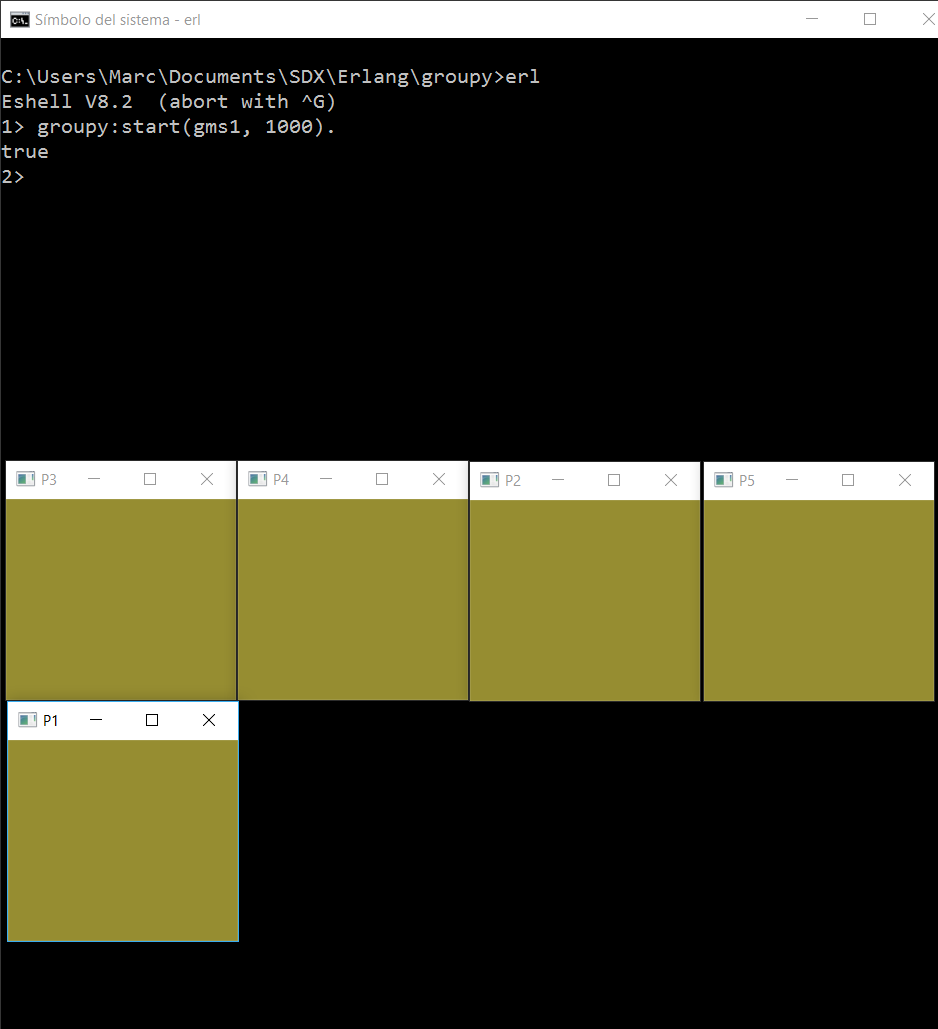 Símbolo del sistema - erl
C:\Users\Marc\Documents\SDX\Erlang\groupy>erl
Eshell V8.2  (abort with ^G)
1> groupy:start(gms1, 1000).
true
2>
P3
P4
P2
P5
P1